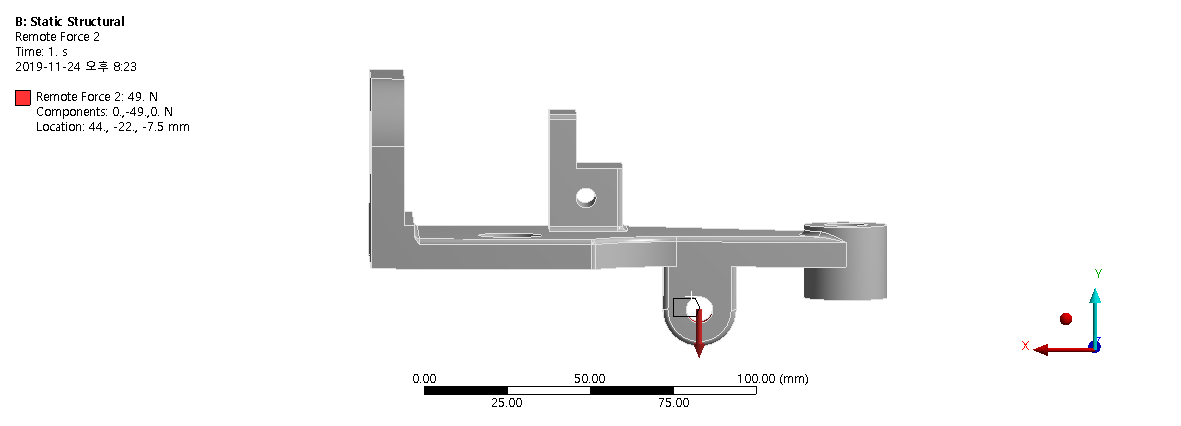 B: Static Structural
Remote Force 2
Time: 1. s
2019-11-24 오후 8:23
Remote Force 2: 49. N
Components: 0.,-49.,0. N
Location: 44., -22., -7.5 mm
Y
X
Z
0.00 50.00 100.00 (mm)
25.00 75.00